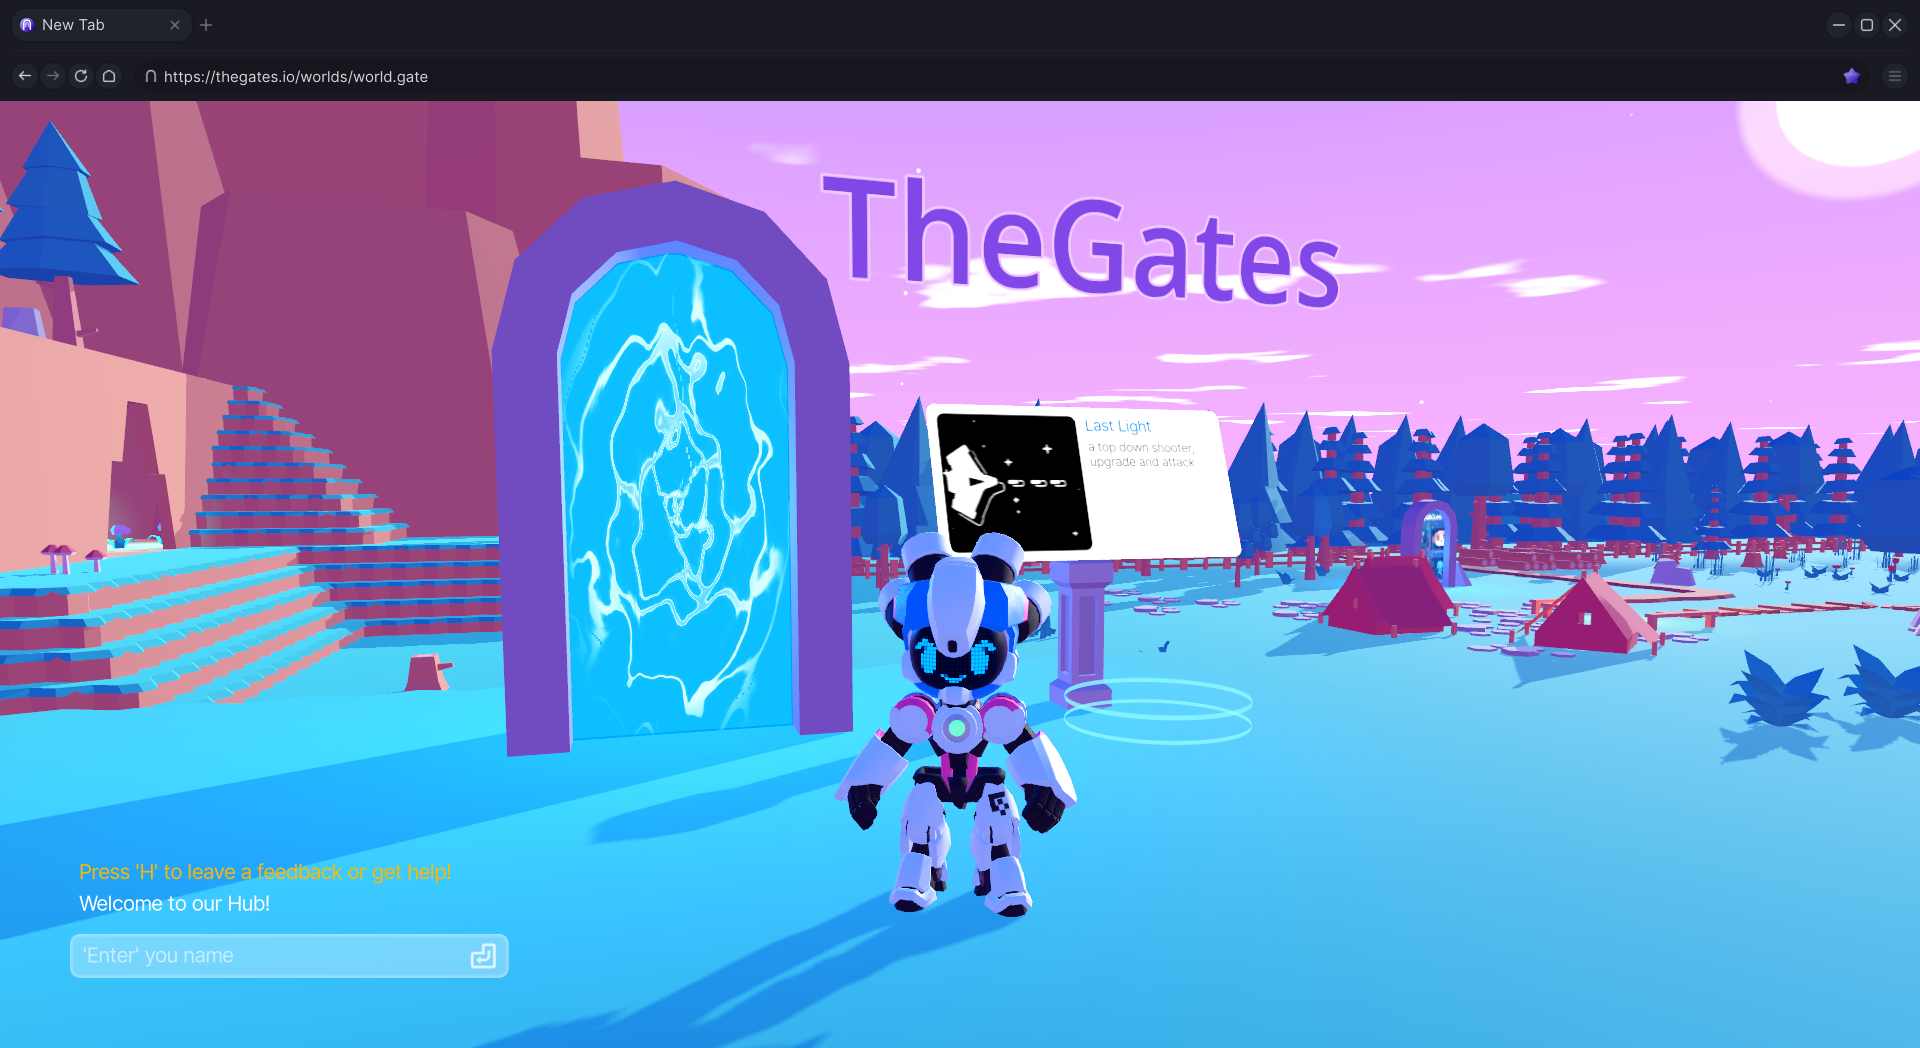 New Tab
https://thegates.io/worlds/world.gate
TheGates
Last Light
a top down shooter,
upgrade and attack
Press 'H' to leave a feedback or get help!
Welcome to our Hub!
'Enter' you name